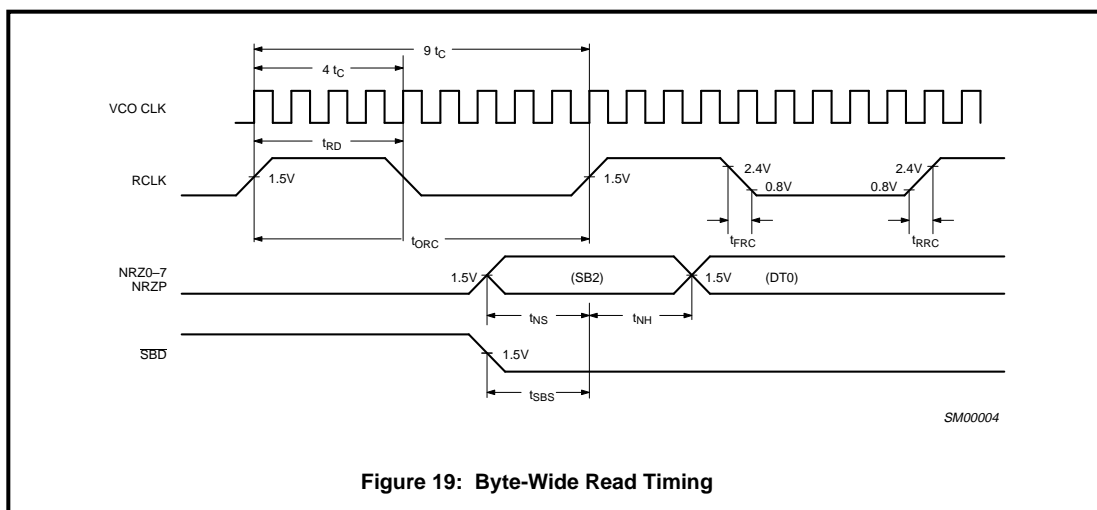 9 tC
4 tC
VCO CLK
tRD
RCLK
1.5V
1.5V
2.4V
0.8V
0.8V
2.4V
tORC
tFRC
tRRC
NRZ0–7
NRZP
1.5V
(SB2)
1.5V
(DT0)
tNS
tNH
SBD
1.5V
tSBS
SM00004
Figure 19: Byte-Wide Read Timing